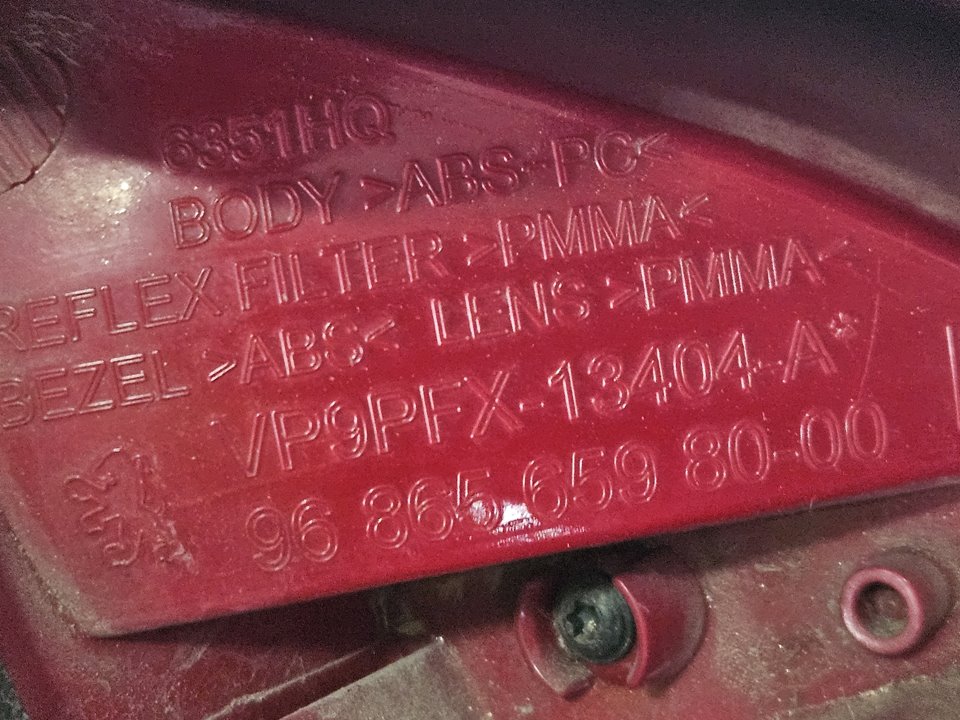 6351HQ
BODY >ABS-PC<
REFLEX FILTER >PMMA<
BEZEL >ABS< LENS >PMMA<
VP9PFX-13404-A*
96 865 659 80-00